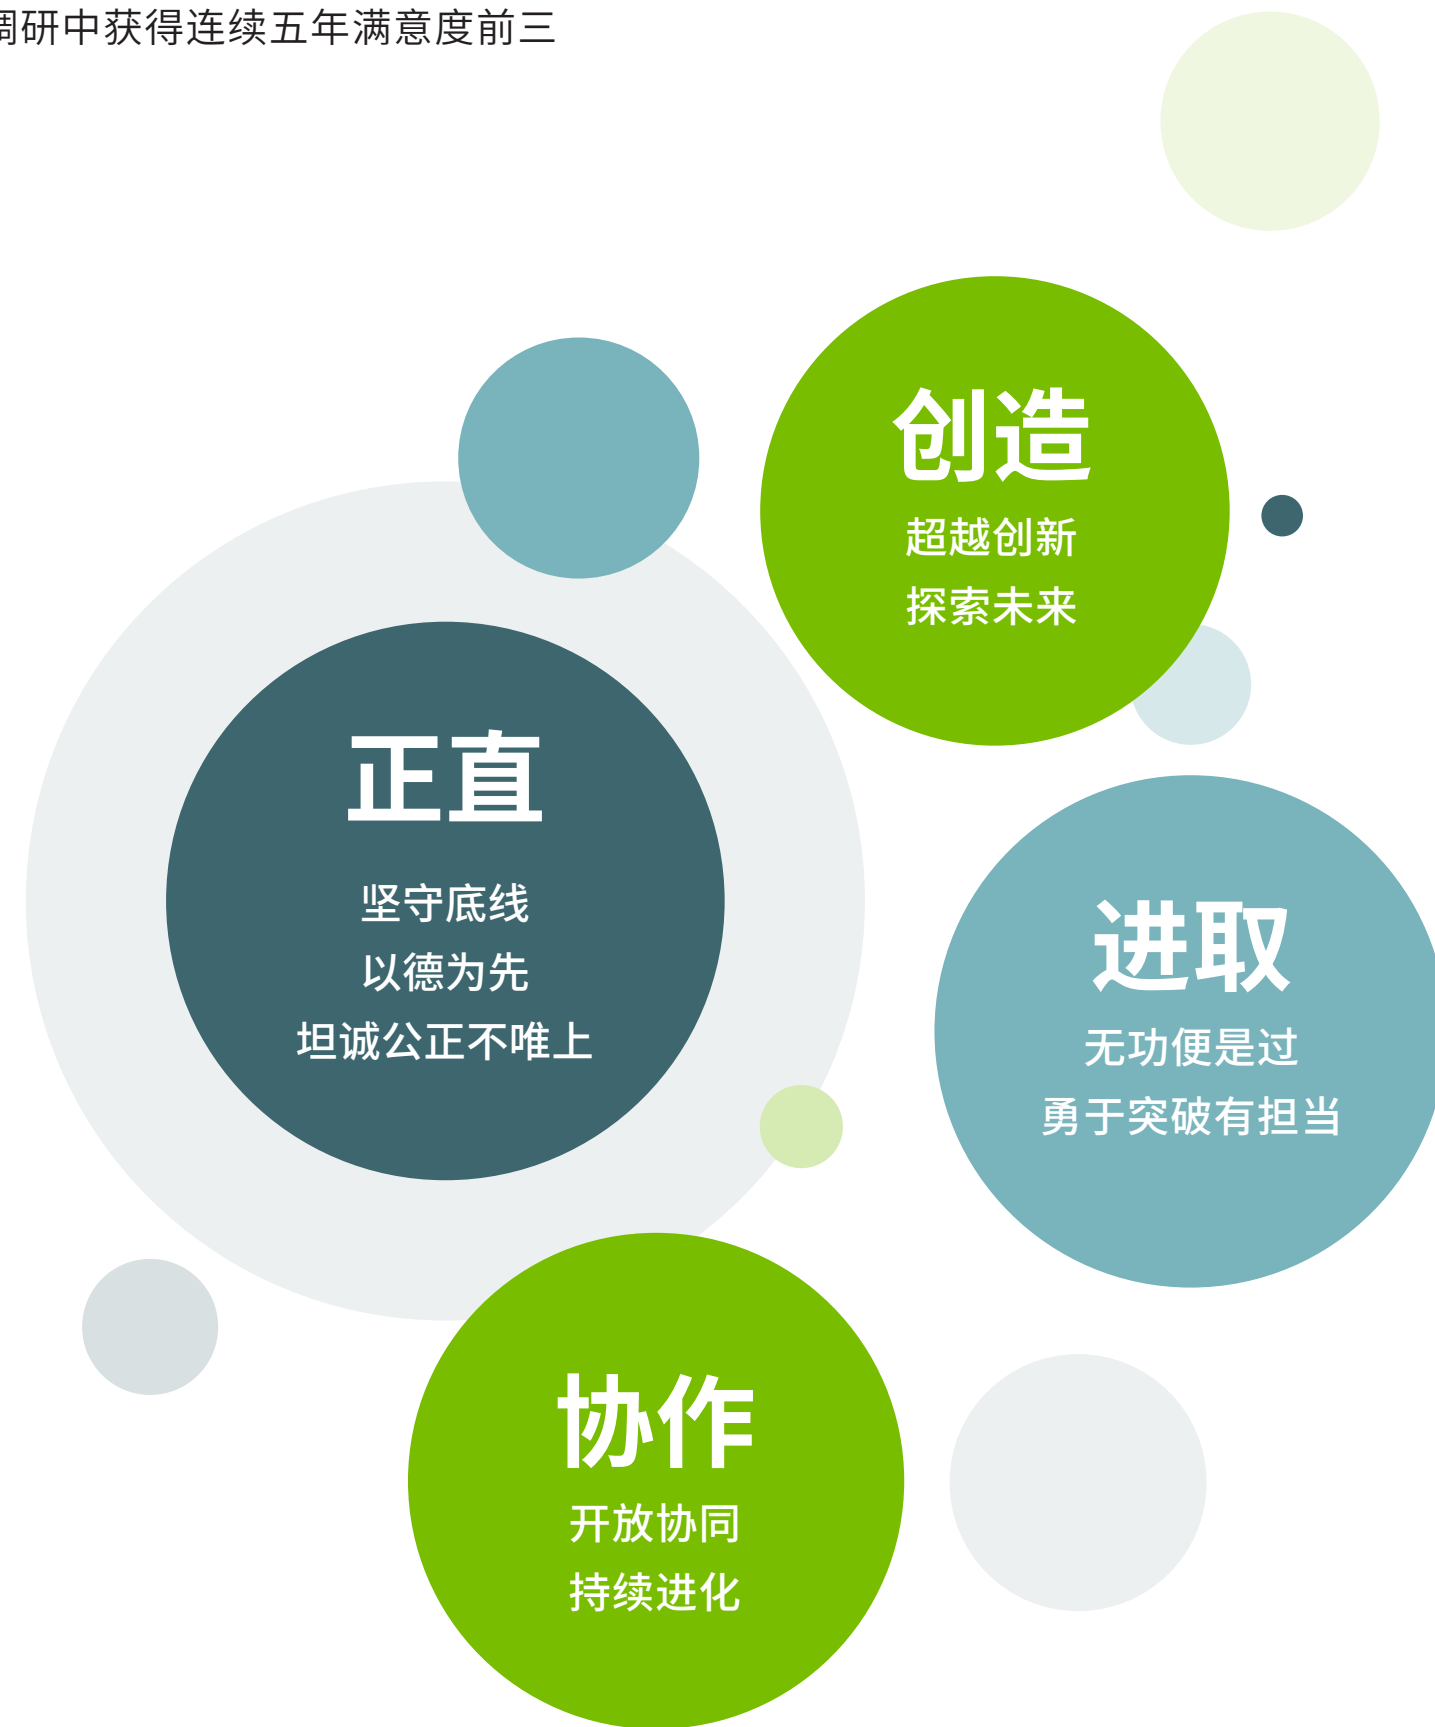 调研中获得连续五年满意度前三
创造
超越创新
探索未来
正直
坚守底线
以德为先
坦诚公正不唯上
进取
无功便是过
勇于突破有担当
协作
开放协同
持续进化